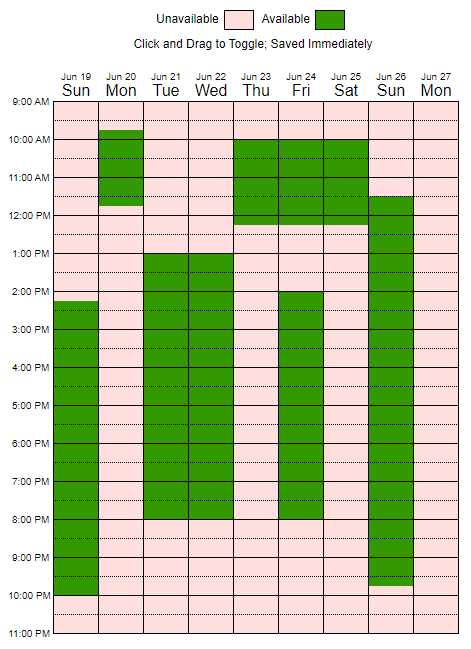 Unavailable Available
Click and Drag to Toggle; Saved Immediately
Jun 19 Jun 20 Jun 21 Jun 22 Jun 23 Jun 24 Jun 25 Jun 26 Jun 27
Sun Mon Tue Wed Thu Fri Sat Sun Mon
9:00 AM
10:00 AM
11:00 AM
12:00 PM
1:00 PM
2:00 PM
3:00 PM
4:00 PM
5:00 PM
6:00 PM
7:00 PM
8:00 PM
9:00 PM
10:00 PM
11:00 PM